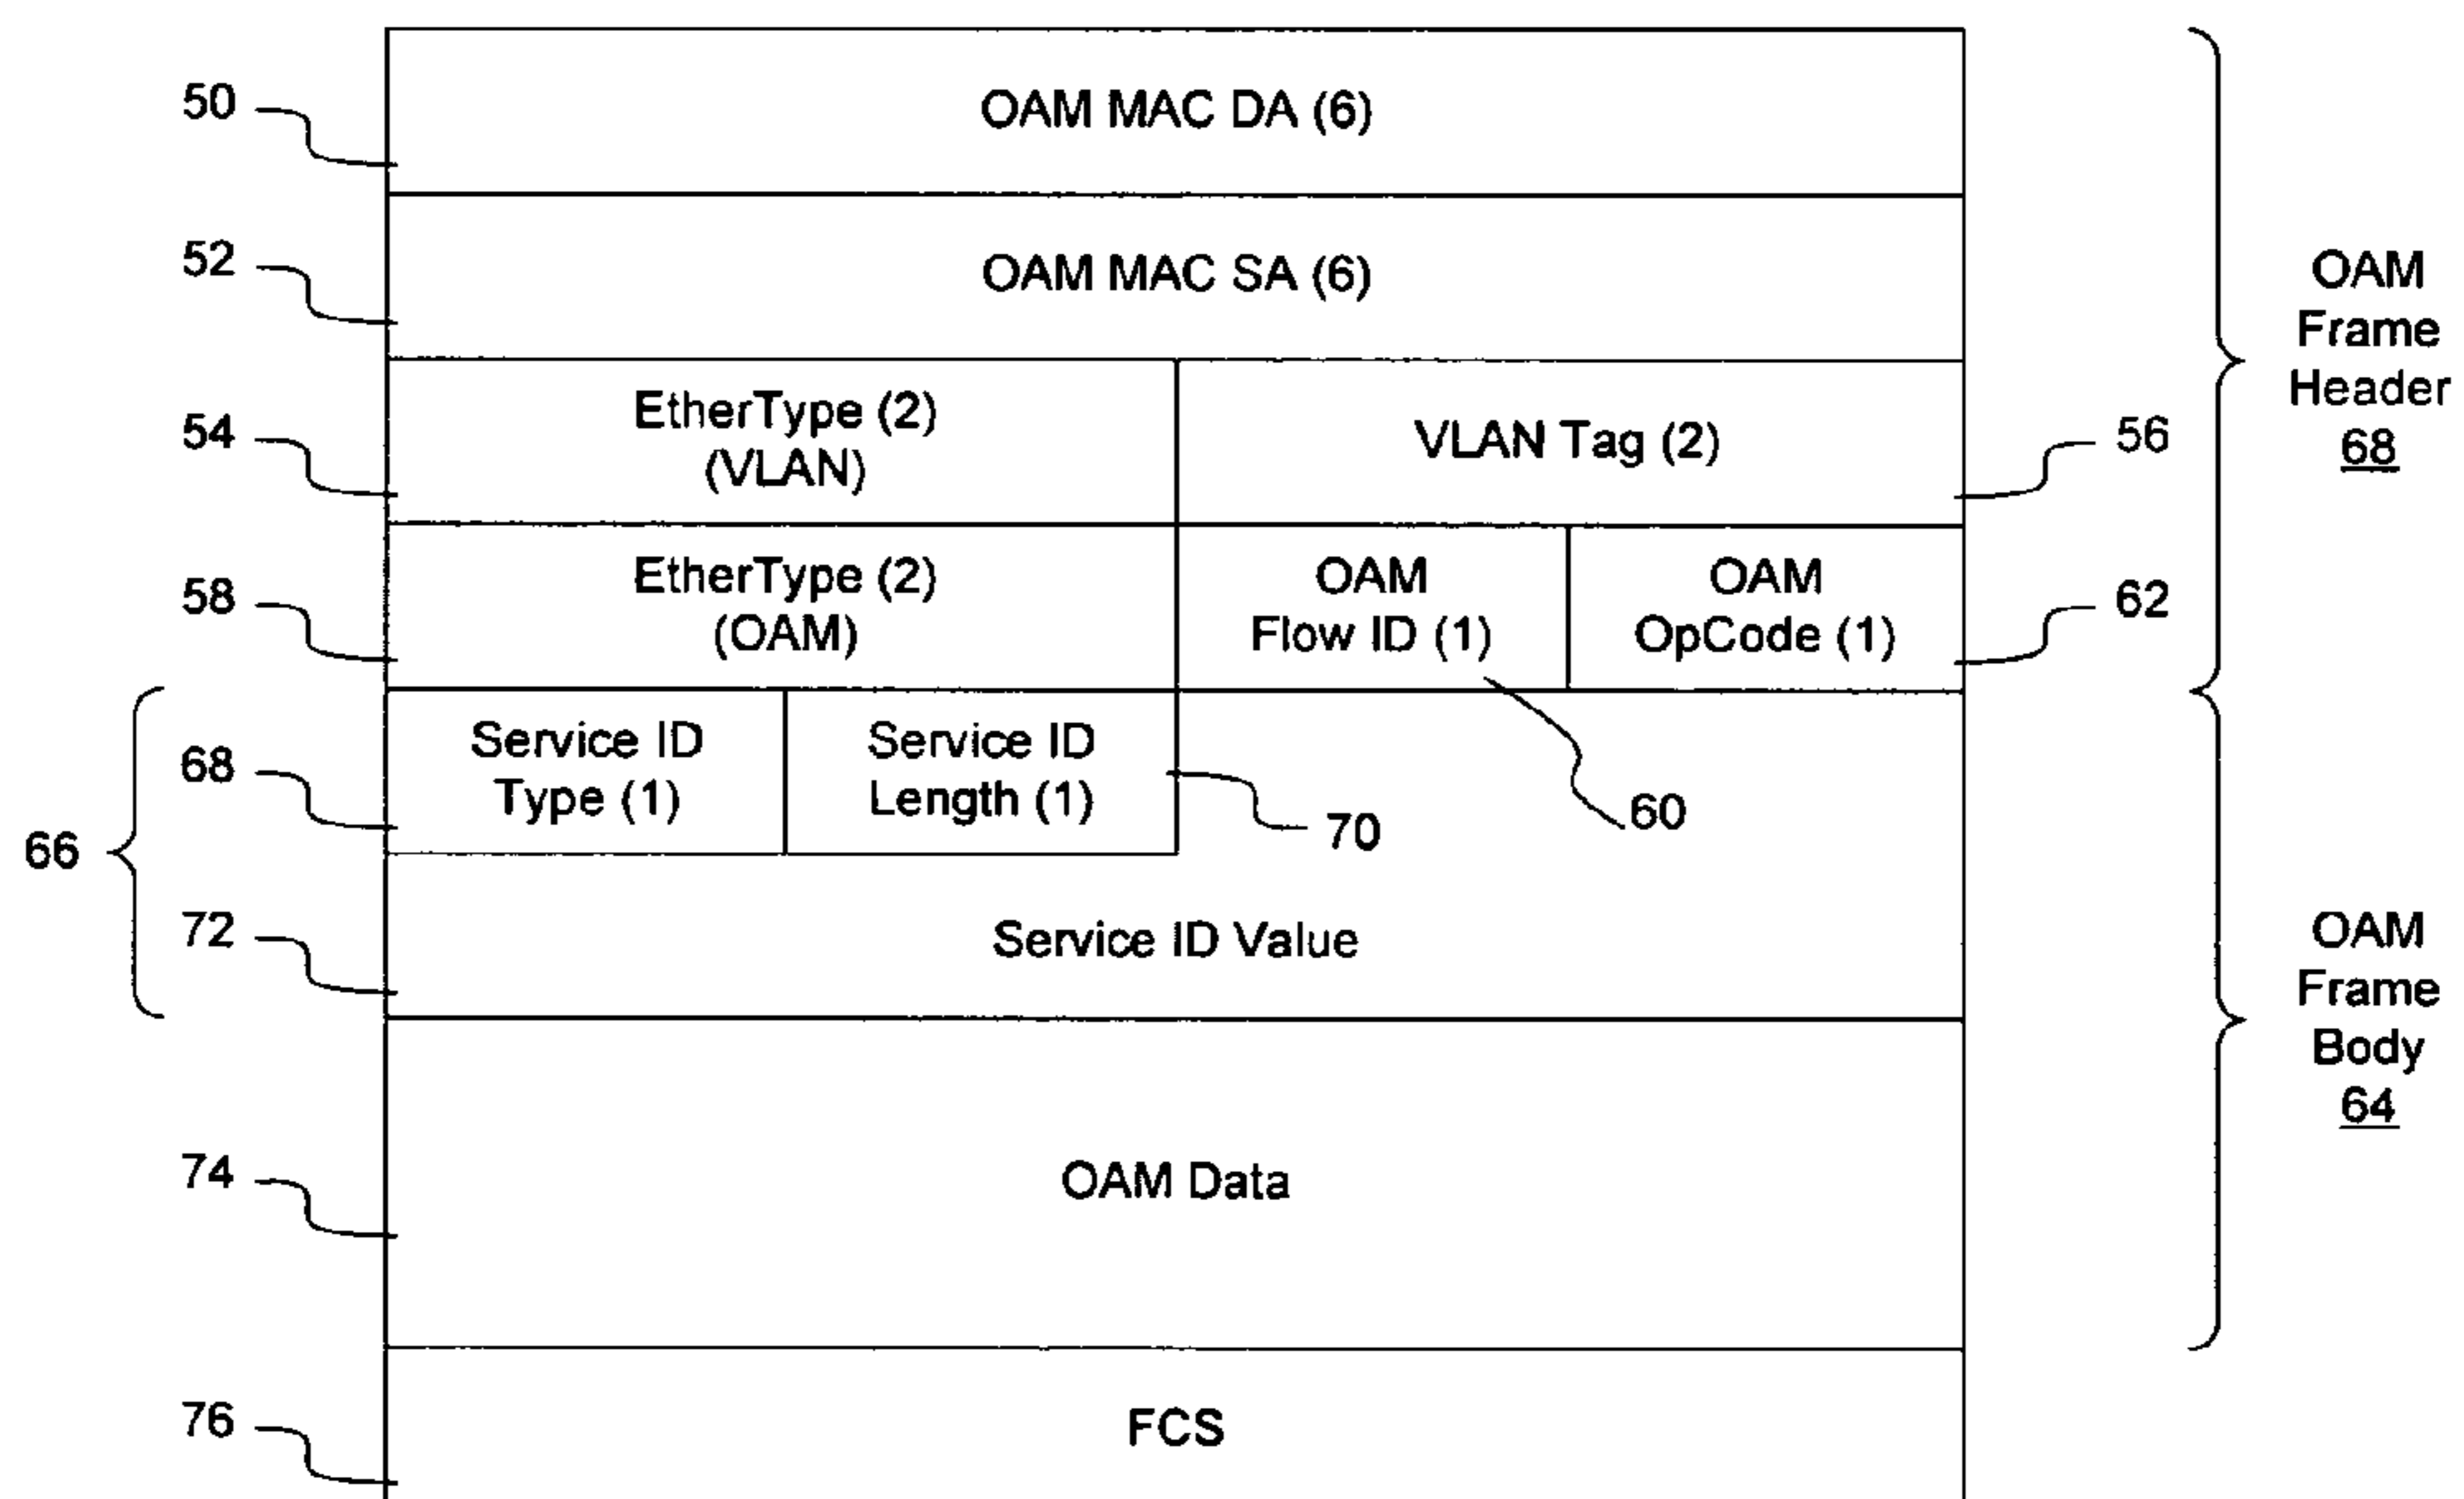 50
OAM MAC DA (6)
52
OAM MAC SA (6)
OAM
Frame
Header
68
54
EtherType (2)
(VLAN)
VLAN Tag (2)
56
58
EtherType (2)
(OAM)
OAM
Flow ID (1)
OAM
OpCode (1)
62
66
68
Service ID
Type (1)
Service ID
Length (1)
70
60
72
Service ID Value
OAM
Frame
Body
64
74
OAM Data
76
FCS